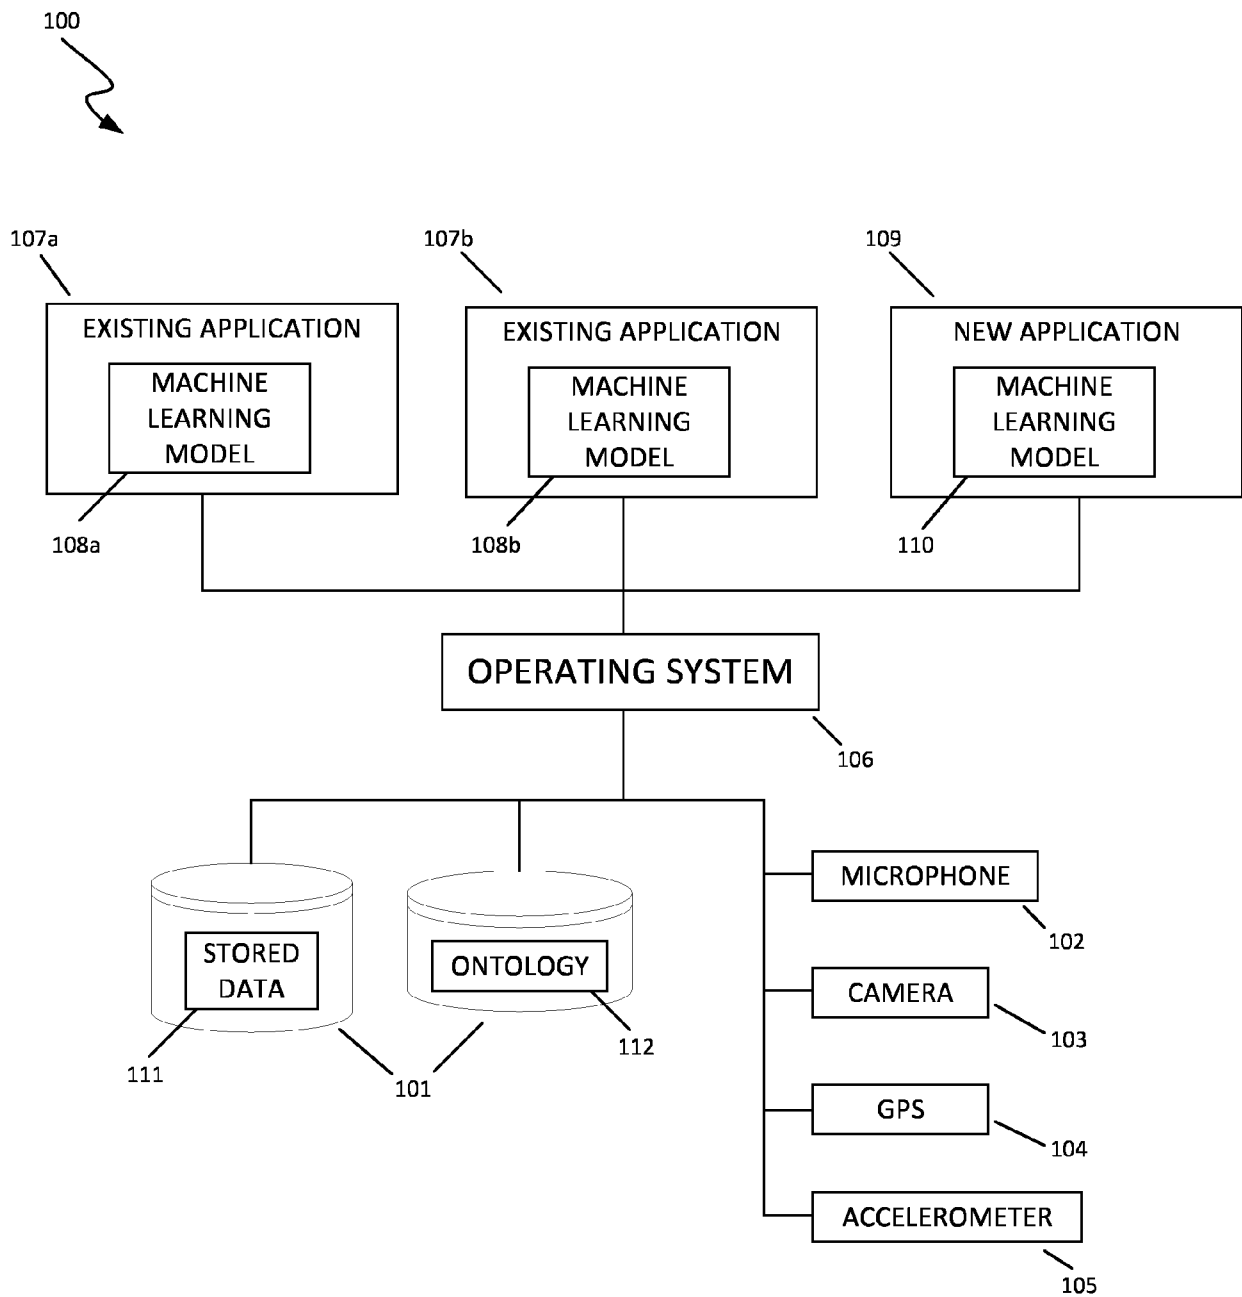 100
107a
107b
109
EXISTING APPLICATION
MACHINE
LEARNING
MODEL
108a
EXISTING APPLICATION
MACHINE
LEARNING
MODEL
108b
NEW APPLICATION
MACHINE
LEARNING
MODEL
110
OPERATING SYSTEM
106
STORED
DATA
111
ONTOLOGY
112
101
MICROPHONE
102
CAMERA
103
GPS
104
ACCELEROMETER
105